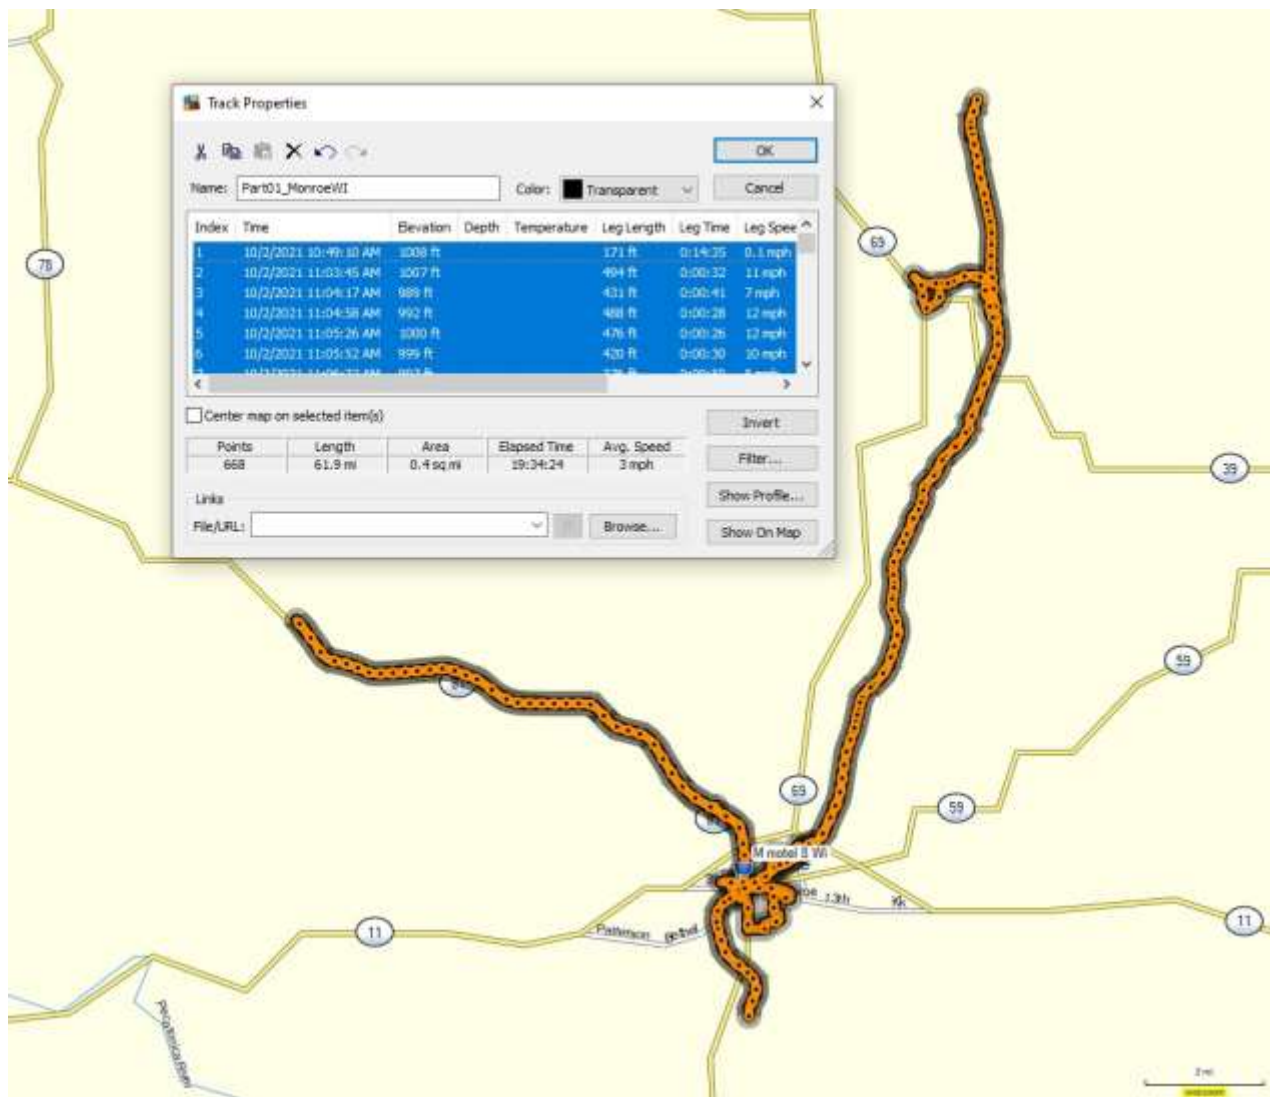 Track Properties
OK
Name: Part01_MonroeWI Color: Transparent Cancel
Index Time Elevation Depth Temperature Leg Length Leg Time Leg Spee
1 10/2/2021 10:49:10 AM 1008 ft 171 ft 0:14:35 0.1 mph
2 10/2/2021 11:03:45 AM 1007 ft 494 ft 0:00:32 11 mph
3 10/2/2021 11:04:17 AM 989 ft 431 ft 0:00:41 7 mph
4 10/2/2021 11:04:58 AM 992 ft 488 ft 0:00:28 12 mph
5 10/2/2021 11:05:26 AM 1000 ft 476 ft 0:00:26 12 mph
6 10/2/2021 11:05:52 AM 999 ft 420 ft 0:00:30 10 mph
Center map on selected item(s)
Invert
Points Length Area Elapsed Time Avg. Speed
668 61.9 mi 0.4 sq mi 19:34:24 3 mph
Filter...
Links
Show Profile...
File/URL: Browse... Show On Map
69
78
39
59
69
59
M motel 8 Wi
13th
Kk
11
Patterson
11
Pecatonica River
2 mi